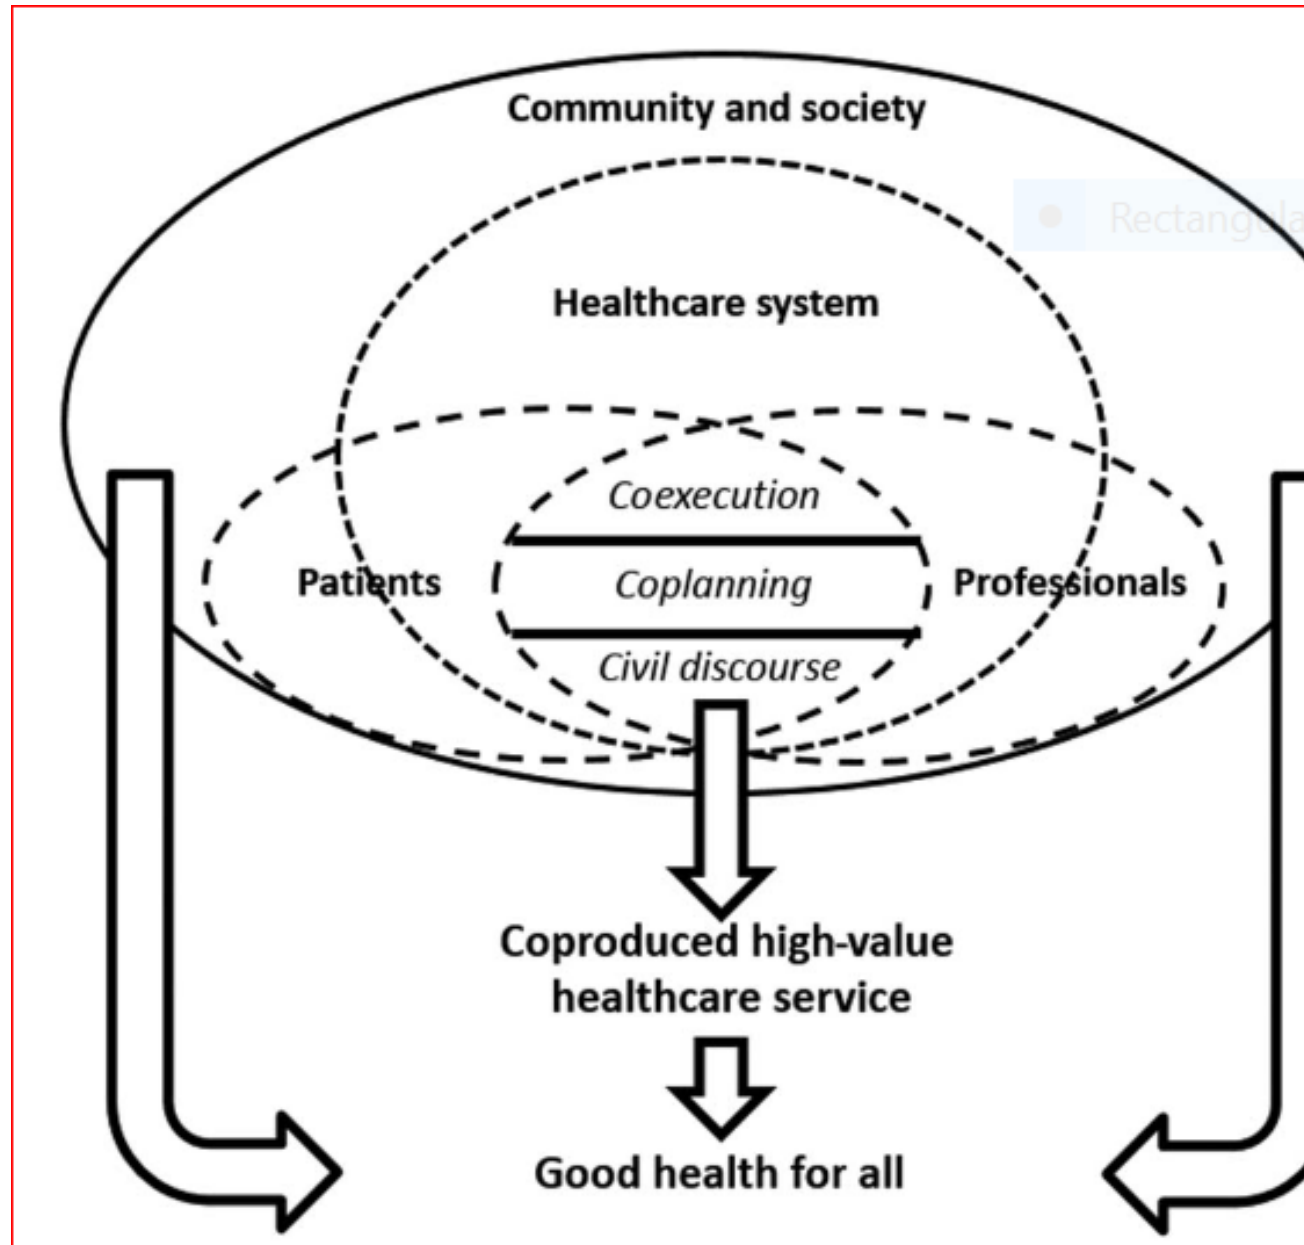 Community and society
Rectangula
Healthcare system
Coexecution
Patients
Coplanning
Professionals
Civil discourse
Coproduced high-value
healthcare service
Good health for all